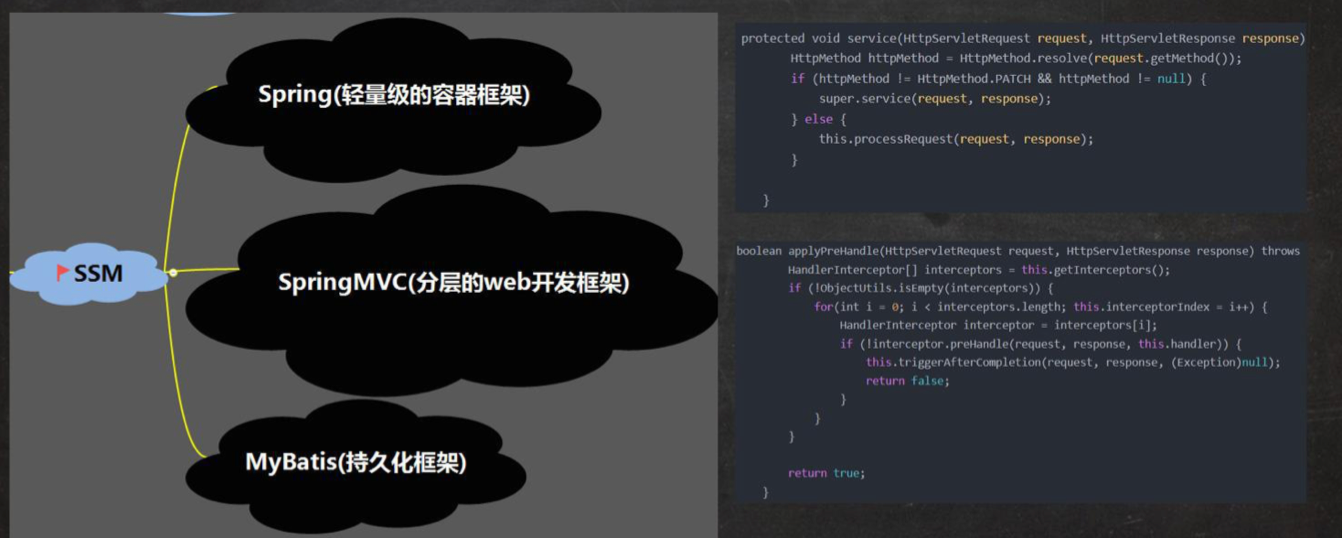 Spring(轻量级的容器框架)
SSM
SpringMVC(分层的web开发框架)
MyBatis(持久化框架)
protected void service(HttpServletRequest request, HttpServletResponse response)
HttpMethod httpMethod = HttpMethod.resolve(request.getMethod());
if (httpMethod != HttpMethod.PATCH && httpMethod != null) {
super.service(request, response);
} else {
this.processRequest(request, response);
}
}
boolean applyPreHandle(HttpServletRequest request, HttpServletResponse response) throws
HandlerInterceptor[] interceptors = this.getInterceptors();
if (!ObjectUtils.isEmpty(interceptors)) {
for(int i = 0; i < interceptors.length; this.interceptorIndex = i++) {
HandlerInterceptor interceptor = interceptors[i];
if (!interceptor.preHandle(request, response, this.handler)) {
this.triggerAfterCompletion(request, response, (Exception)null);
return false;
}
}
}
return true;
}